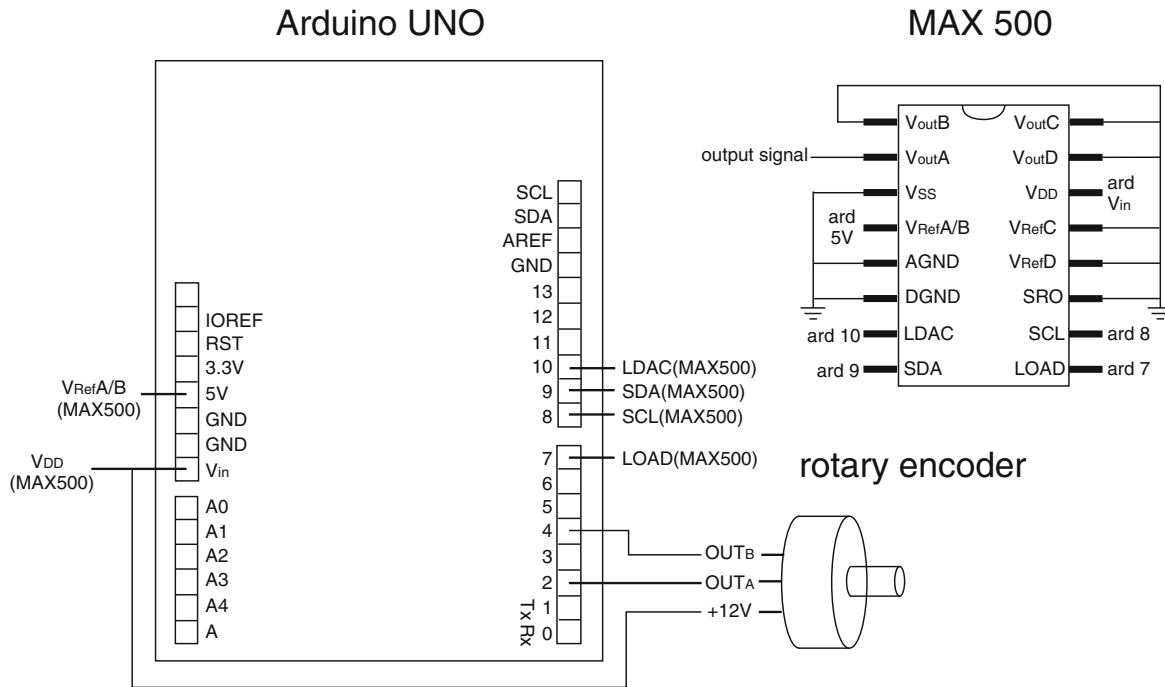 Arduino UNO
MAX 500
SCL
SDA
AREF
GND
13
12
11
10
9
8
7
6
5
4
3
2
1
0
Tx Rx
IOREF
RST
3.3V
5V
GND
GND
Vin
A0
A1
A2
A3
A4
A
VRefA/B
(MAX500)
VDD
(MAX500)
LDAC(MAX500)
SDA(MAX500)
SCL(MAX500)
LOAD(MAX500)
VoutB
VoutA
VSS
VRefA/B
AGND
DGND
LDAC
SDA
VoutC
VoutD
VDD
VRefC
VRefD
SRO
SCL
LOAD
output signal
ard
5V
ard 10
ard 9
ard
Vin
ard 8
ard 7
rotary encoder
OUTB
OUTA
+12V